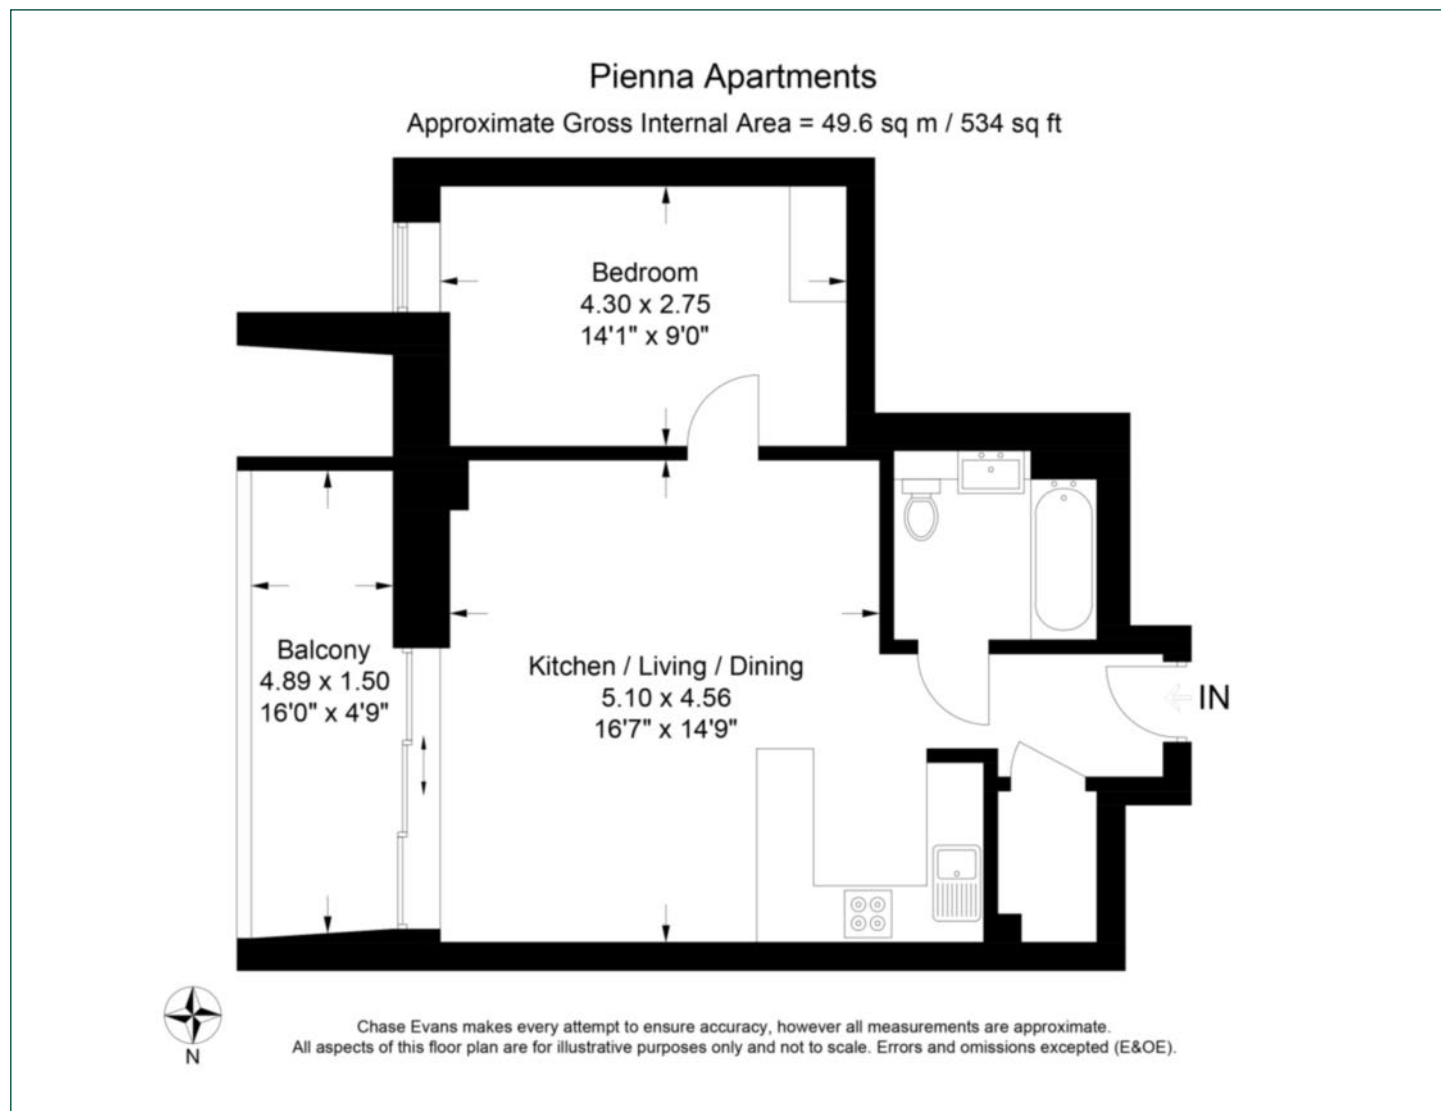 Pienna Apartments
Approximate Gross Internal Area = 49.6 sq m / 534 sq ft
Bedroom
4.30 x 2.75
14'1" x 9'0"
Balcony
4.89 x 1.50
16'0" x 4'9"
Kitchen / Living / Dining
5.10 x 4.56
16'7" x 14'9"
IN
N
Chase Evans makes every attempt to ensure accuracy, however all measurements are approximate.
All aspects of this floor plan are for illustrative purposes only and not to scale. Errors and omissions excepted (E&OE).